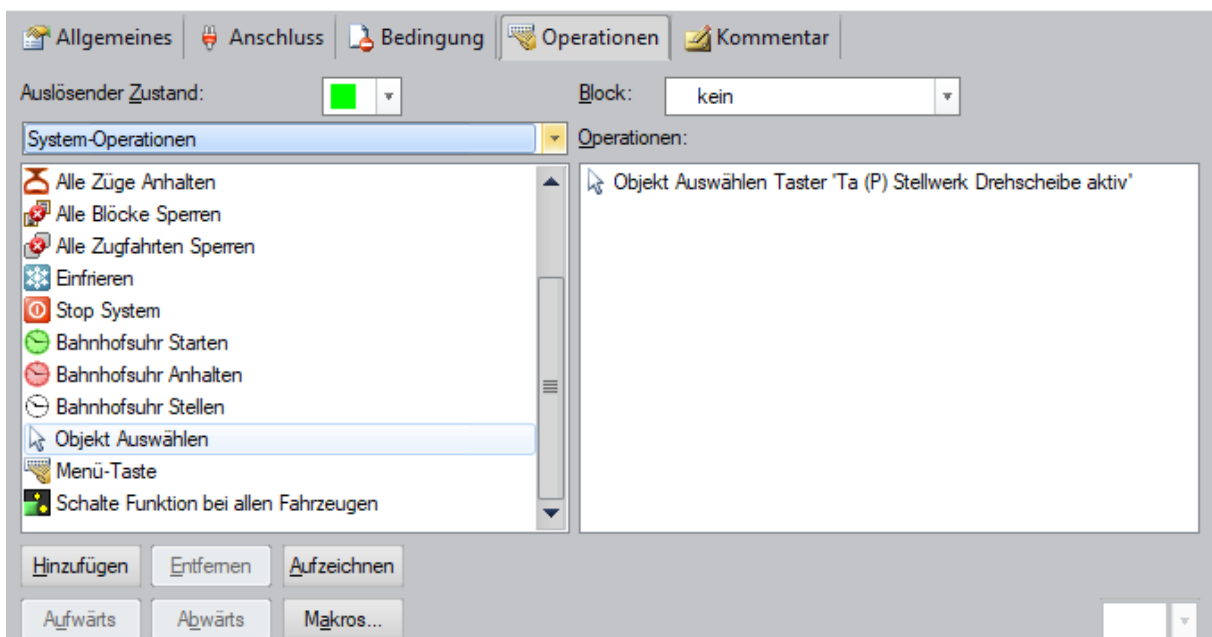 Allgemeines Anschluss Bedingung Operationen Kommentar
Auslösender Zustand: Block: kein
System-Operationen Operationen:
Alle Züge Anhalten
Alle Blöcke Sperren
Alle Zugfahrten Sperren
Einfrieren
Stop System
Bahnhofsuhr Starten
Bahnhofsuhr Anhalten
Bahnhofsuhr Stellen
Objekt Auswählen
Menü-Taste
Schalte Funktion bei allen Fahrzeugen
Objekt Auswählen Taster 'Ta (P) Stellwerk Drehscheibe aktiv'
Hinzufügen Entfernen Aufzeichnen
Aufwärts Abwärts Makros...